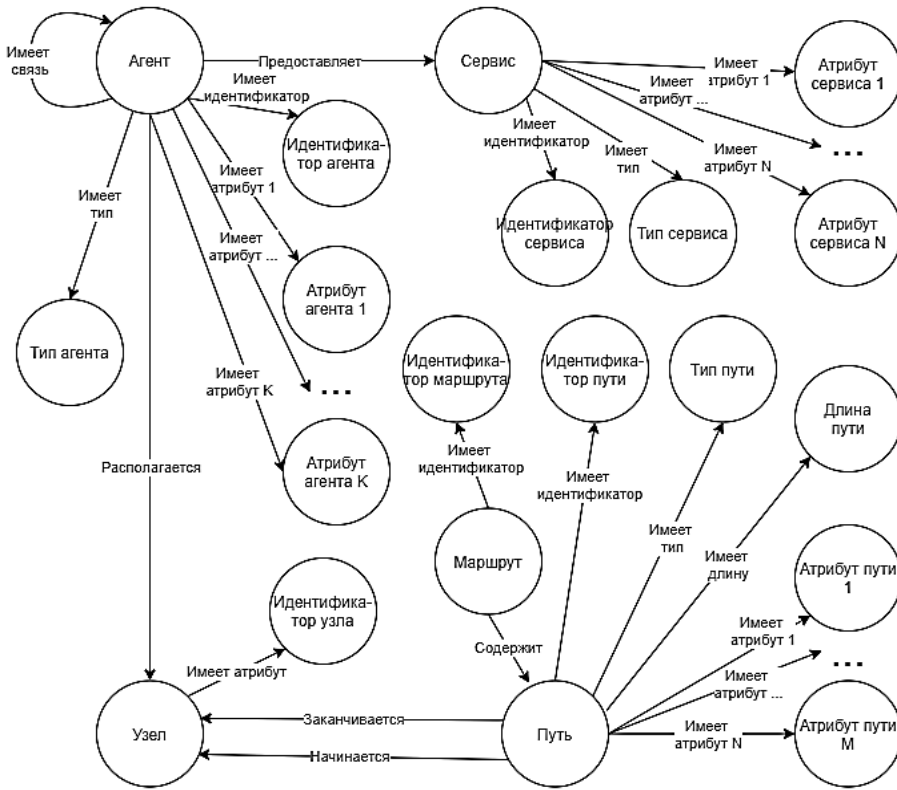 Имеет
связь
Агент
Предоставляет
Сервис
Имеет
атрибут 1
Атрибут
сервиса 1
Имеет
идентификатор
Имеет
атрибут ...
...
Идентифика-
тор агента
Имеет
идентификатор
Имеет
тип
Имеет
атрибут N
Имеет
тип
Имеет
атрибут 1
Идентификатор
сервиса
Тип сервиса
Атрибут
сервиса N
Имеет
атрибут ...
Атрибут
агента 1
Тип агента
Имеет
атрибут K
...
Идентифика-
тор маршрута
Идентифика-
тор пути
Тип пути
Длина
пути
Располагается
Атрибут
агента K
Имеет
идентификатор
Имеет
идентификатор
Имеет
тип
Имеет
длину
Маршрут
Атрибут пути
1
Идентифика-
тор узла
Содержит
Имеет
атрибут 1
...
Имеет атрибут
Имеет
атрибут ...
Узел
Заканчивается
Начинается
Путь
Имеет
атрибут N
Атрибут пути
M